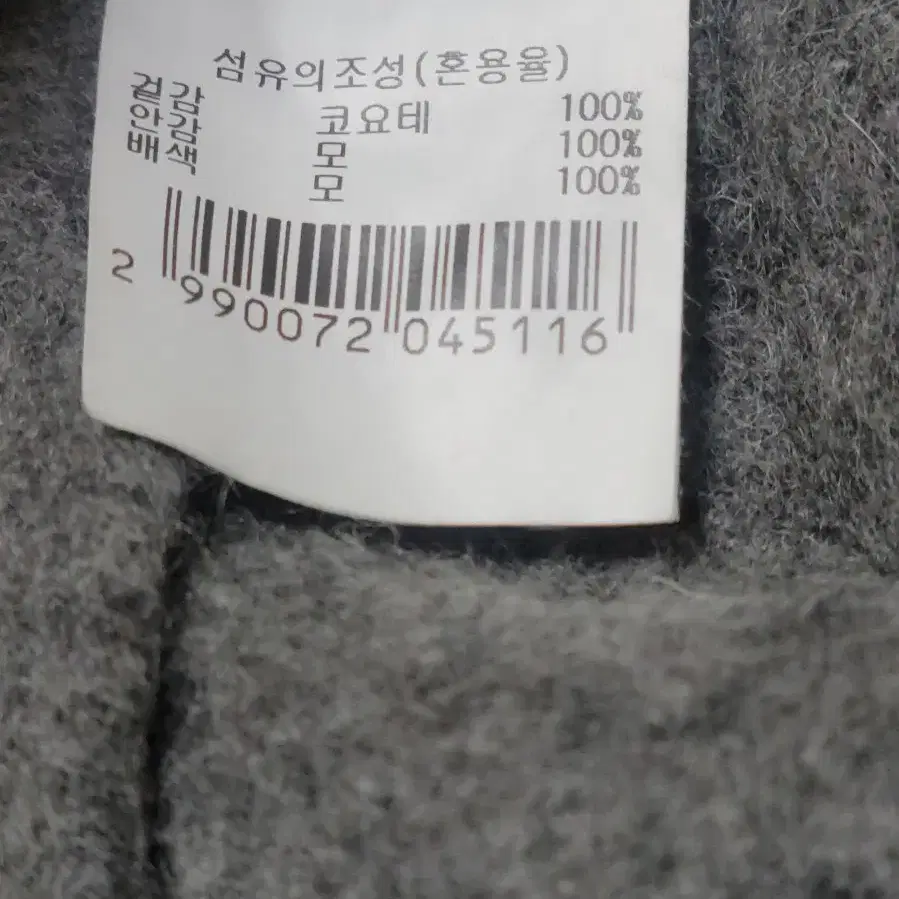 섬유의조성(혼용율)
겉감 코요테 100%
안감 모 100%
배색 모 100%
2 990072 045116